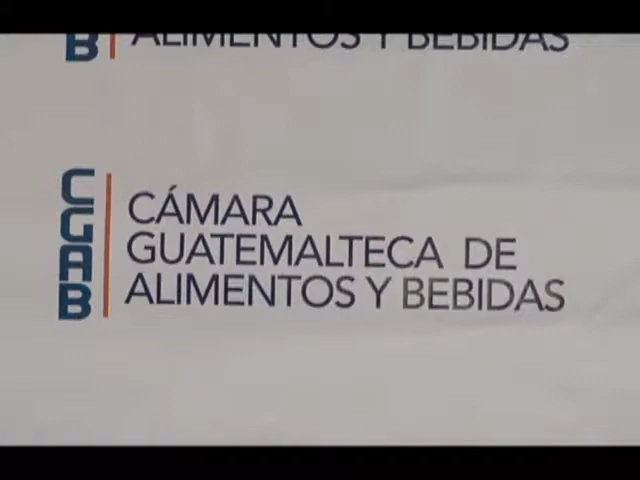 B
ALIMENTOS Y BEBIDAS
CGAB
CÁMARA
GUATEMALTECA DE
ALIMENTOS Y BEBIDAS